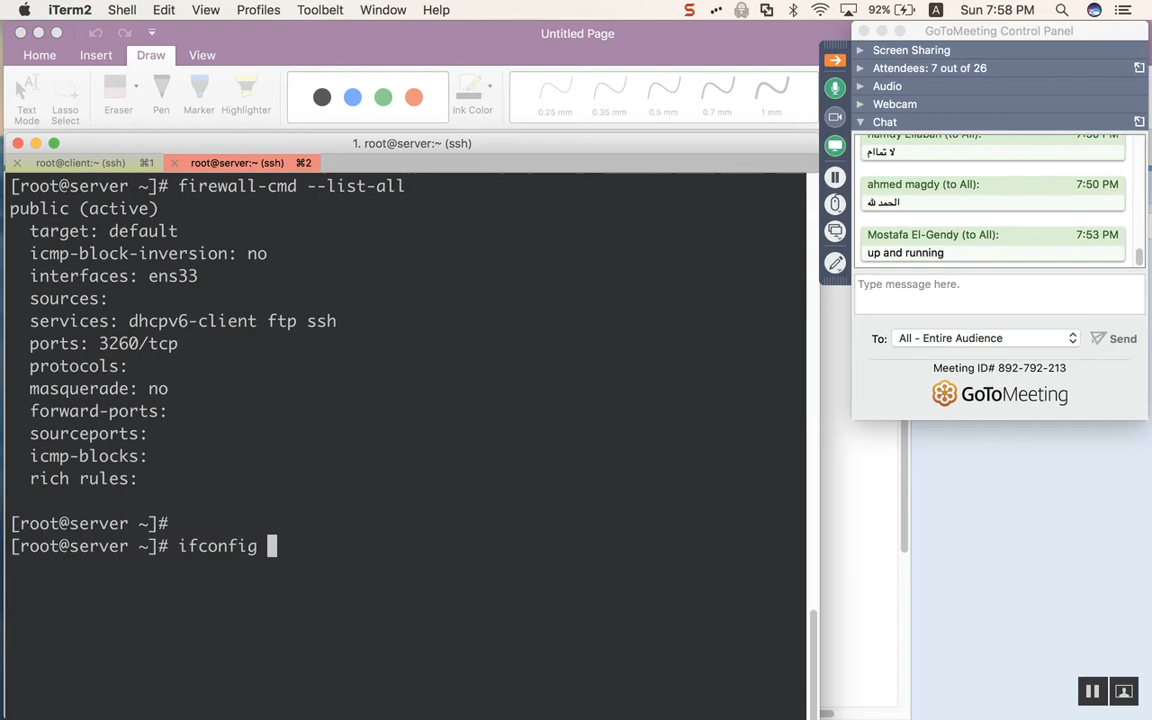 iTerm2 Shell Edit View Profiles Toolbelt Window Help
92% A Sun 7:58 PM
Untitled Page
Home Insert Draw View
Text Mode
Lasso Select
Eraser
Pen
Marker
Highlighter
Ink Color
0.25 mm 0.35 mm 0.5 mm 0.7 mm 1 mm
1. root@server:~ (ssh)
root@client:~ (ssh) ⌘1
root@server:~ (ssh) ⌘2
[root@server ~]# firewall-cmd --list-all
public (active)
target: default
icmp-block-inversion: no
interfaces: ens33
sources:
services: dhcpv6-client ftp ssh
ports: 3260/tcp
protocols:
masquerade: no
forward-ports:
sourceports:
icmp-blocks:
rich rules:
[root@server ~]#
[root@server ~]# ifconfig
GoToMeeting Control Panel
Screen Sharing
Attendees: 7 out of 26
Audio
Webcam
Chat
لا تماام
ahmed magdy (to All): 7:50 PM
الحمد لله
Mostafa El-Gendy (to All): 7:53 PM
up and running
Type message here.
To: All - Entire Audience Send
Meeting ID# 892-792-213
GoToMeeting